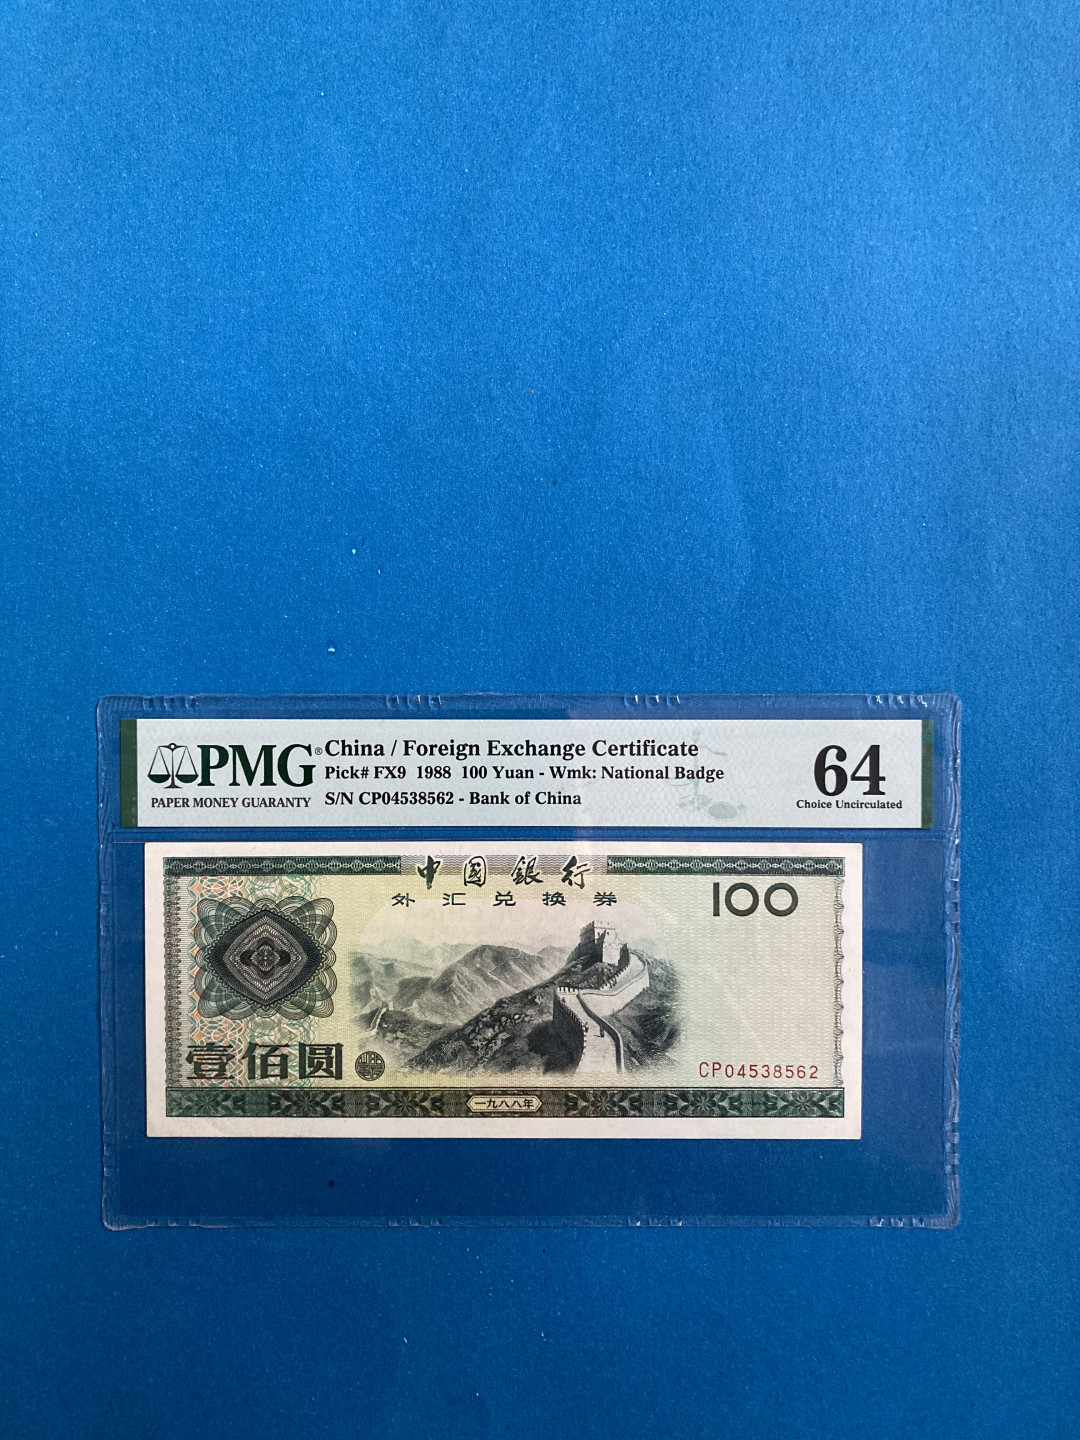 PMG®
PAPER MONEY GUARANTY
China / Foreign Exchange Certificate
Pick# FX9 1988 100 Yuan - Wmk: National Badge
S/N CP04538562 - Bank of China
64
Choice Uncirculated
中國銀行
外汇兑换券
100
壹佰圆
CP04538562
一九八八年